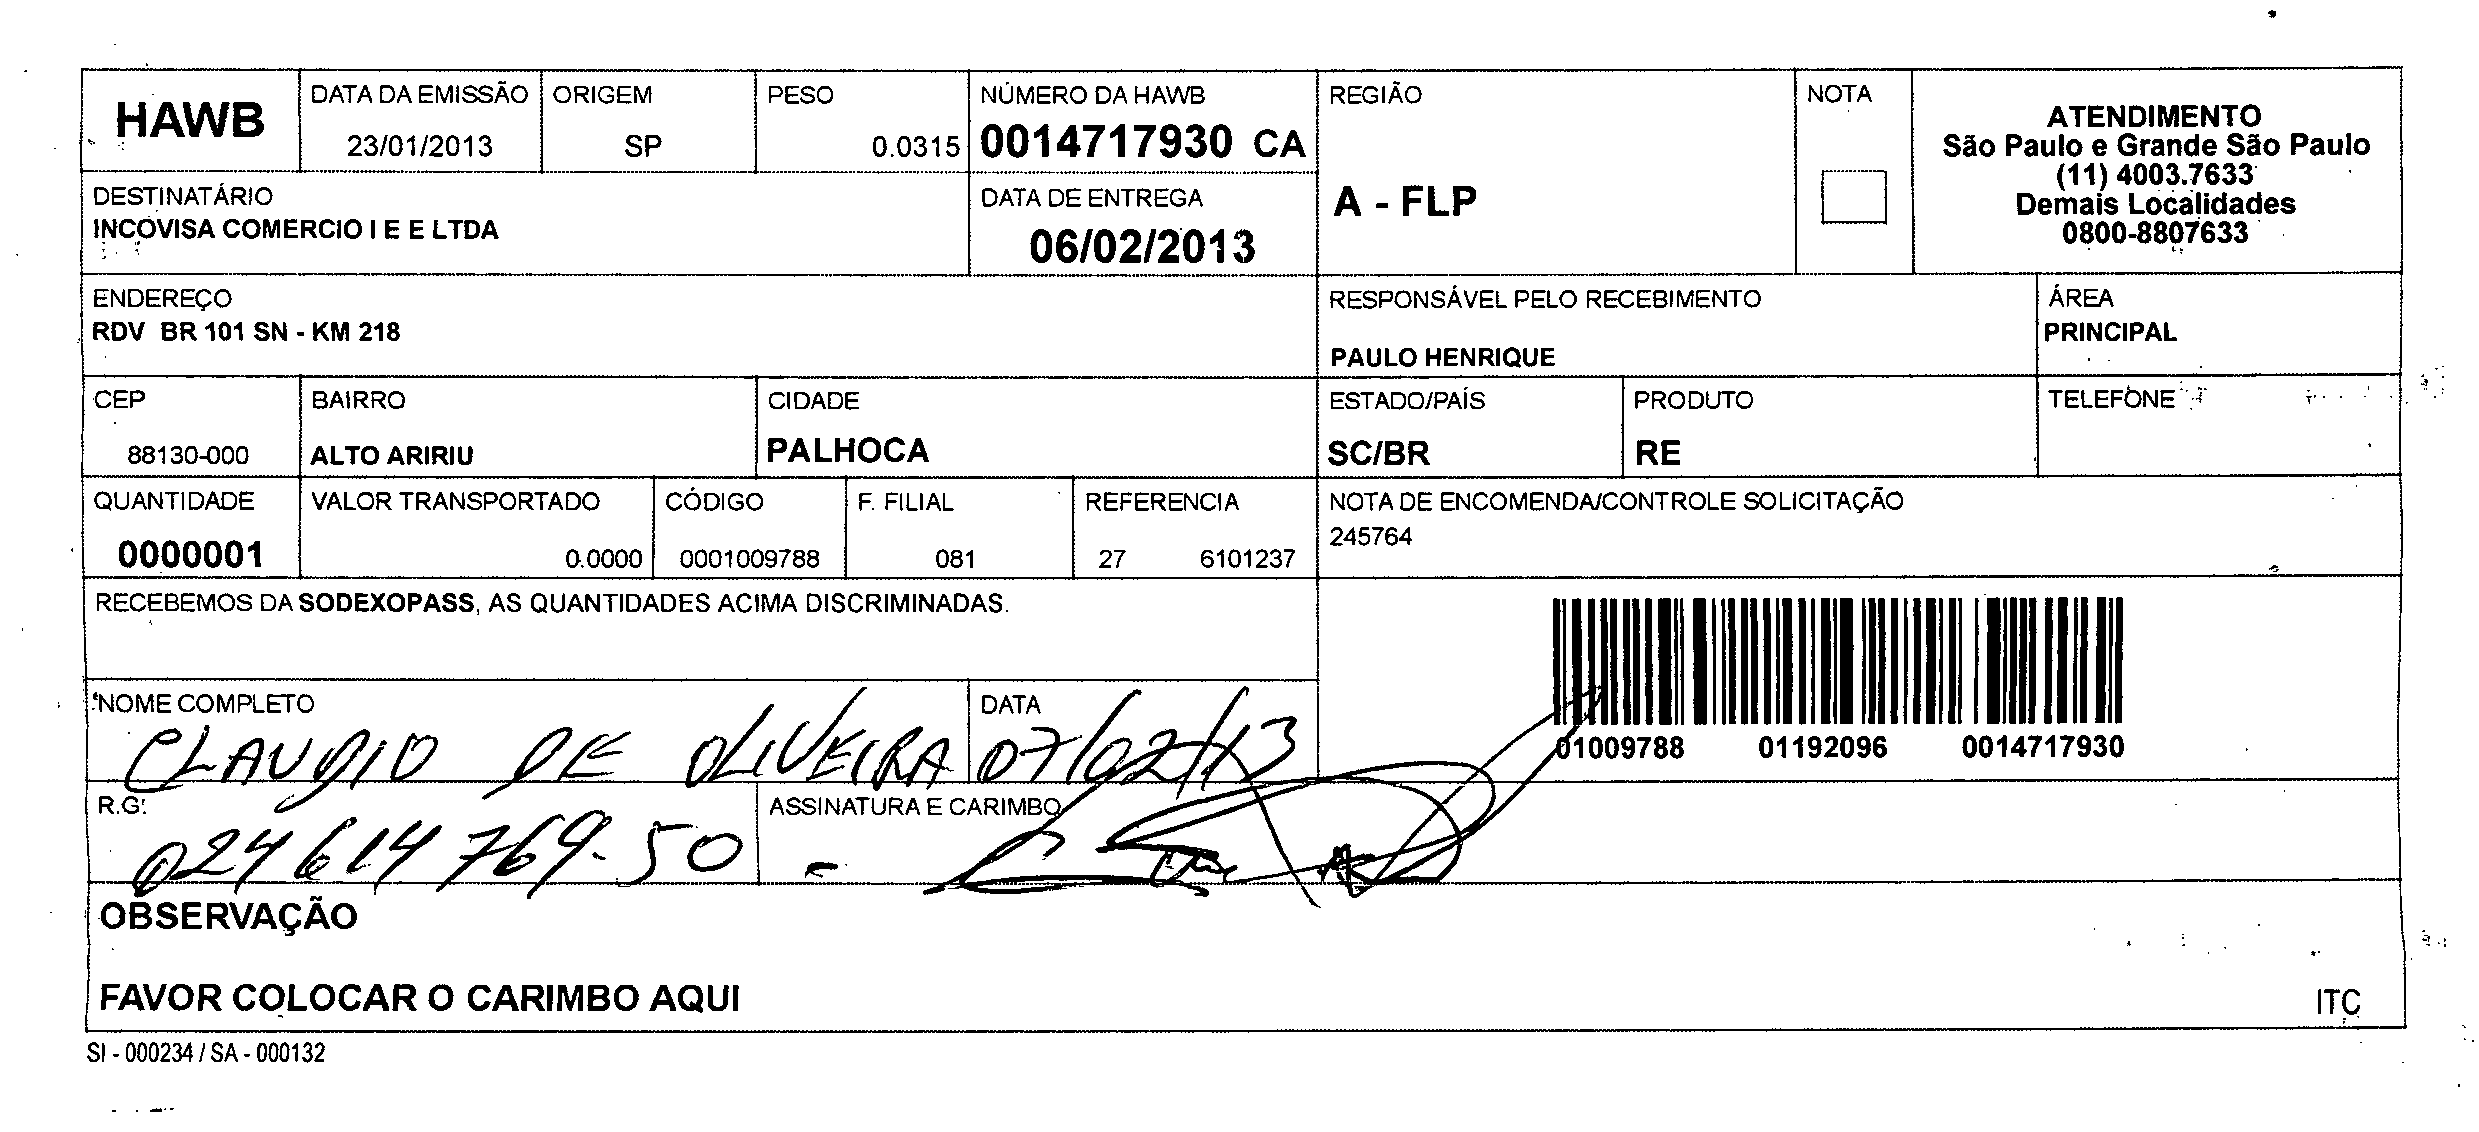 HAWB
DATA DA EMISSÃO
23/01/2013
ORIGEM
SP
PESO
0.0315
NÚMERO DA HAWB
0014717930 CA
REGIÃO
A - FLP
NOTA
ATENDIMENTO
São Paulo e Grande São Paulo
(11) 4003.7633
Demais Localidades
0800-8807633
DESTINATÁRIO
INCOVISA COMERCIO I E E LTDA
DATA DE ENTREGA
06/02/2013
ENDEREÇO
RDV BR 101 SN - KM 218
RESPONSÁVEL PELO RECEBIMENTO
PAULO HENRIQUE
ÁREA
PRINCIPAL
CEP
88130-000
BAIRRO
ALTO ARIRIU
CIDADE
PALHOCA
ESTADO/PAÍS
SC/BR
PRODUTO
RE
TELEFONE
QUANTIDADE
0000001
VALOR TRANSPORTADO
0.0000
CÓDIGO
0001009788
F. FILIAL
081
REFERENCIA
27 6101237
NOTA DE ENCOMENDA/CONTROLE SOLICITAÇÃO
245764
RECEBEMOS DA SODEXOPASS, AS QUANTIDADES ACIMA DISCRIMINADAS.
01009788 01192096 0014717930
NOME COMPLETO
CLAUDIO DE OLIVEIRA
DATA
07/02/13
R.G.
024614769-50
ASSINATURA E CARIMBO
OBSERVAÇÃO
FAVOR COLOCAR O CARIMBO AQUI
ITC
SI - 000234 / SA - 000132